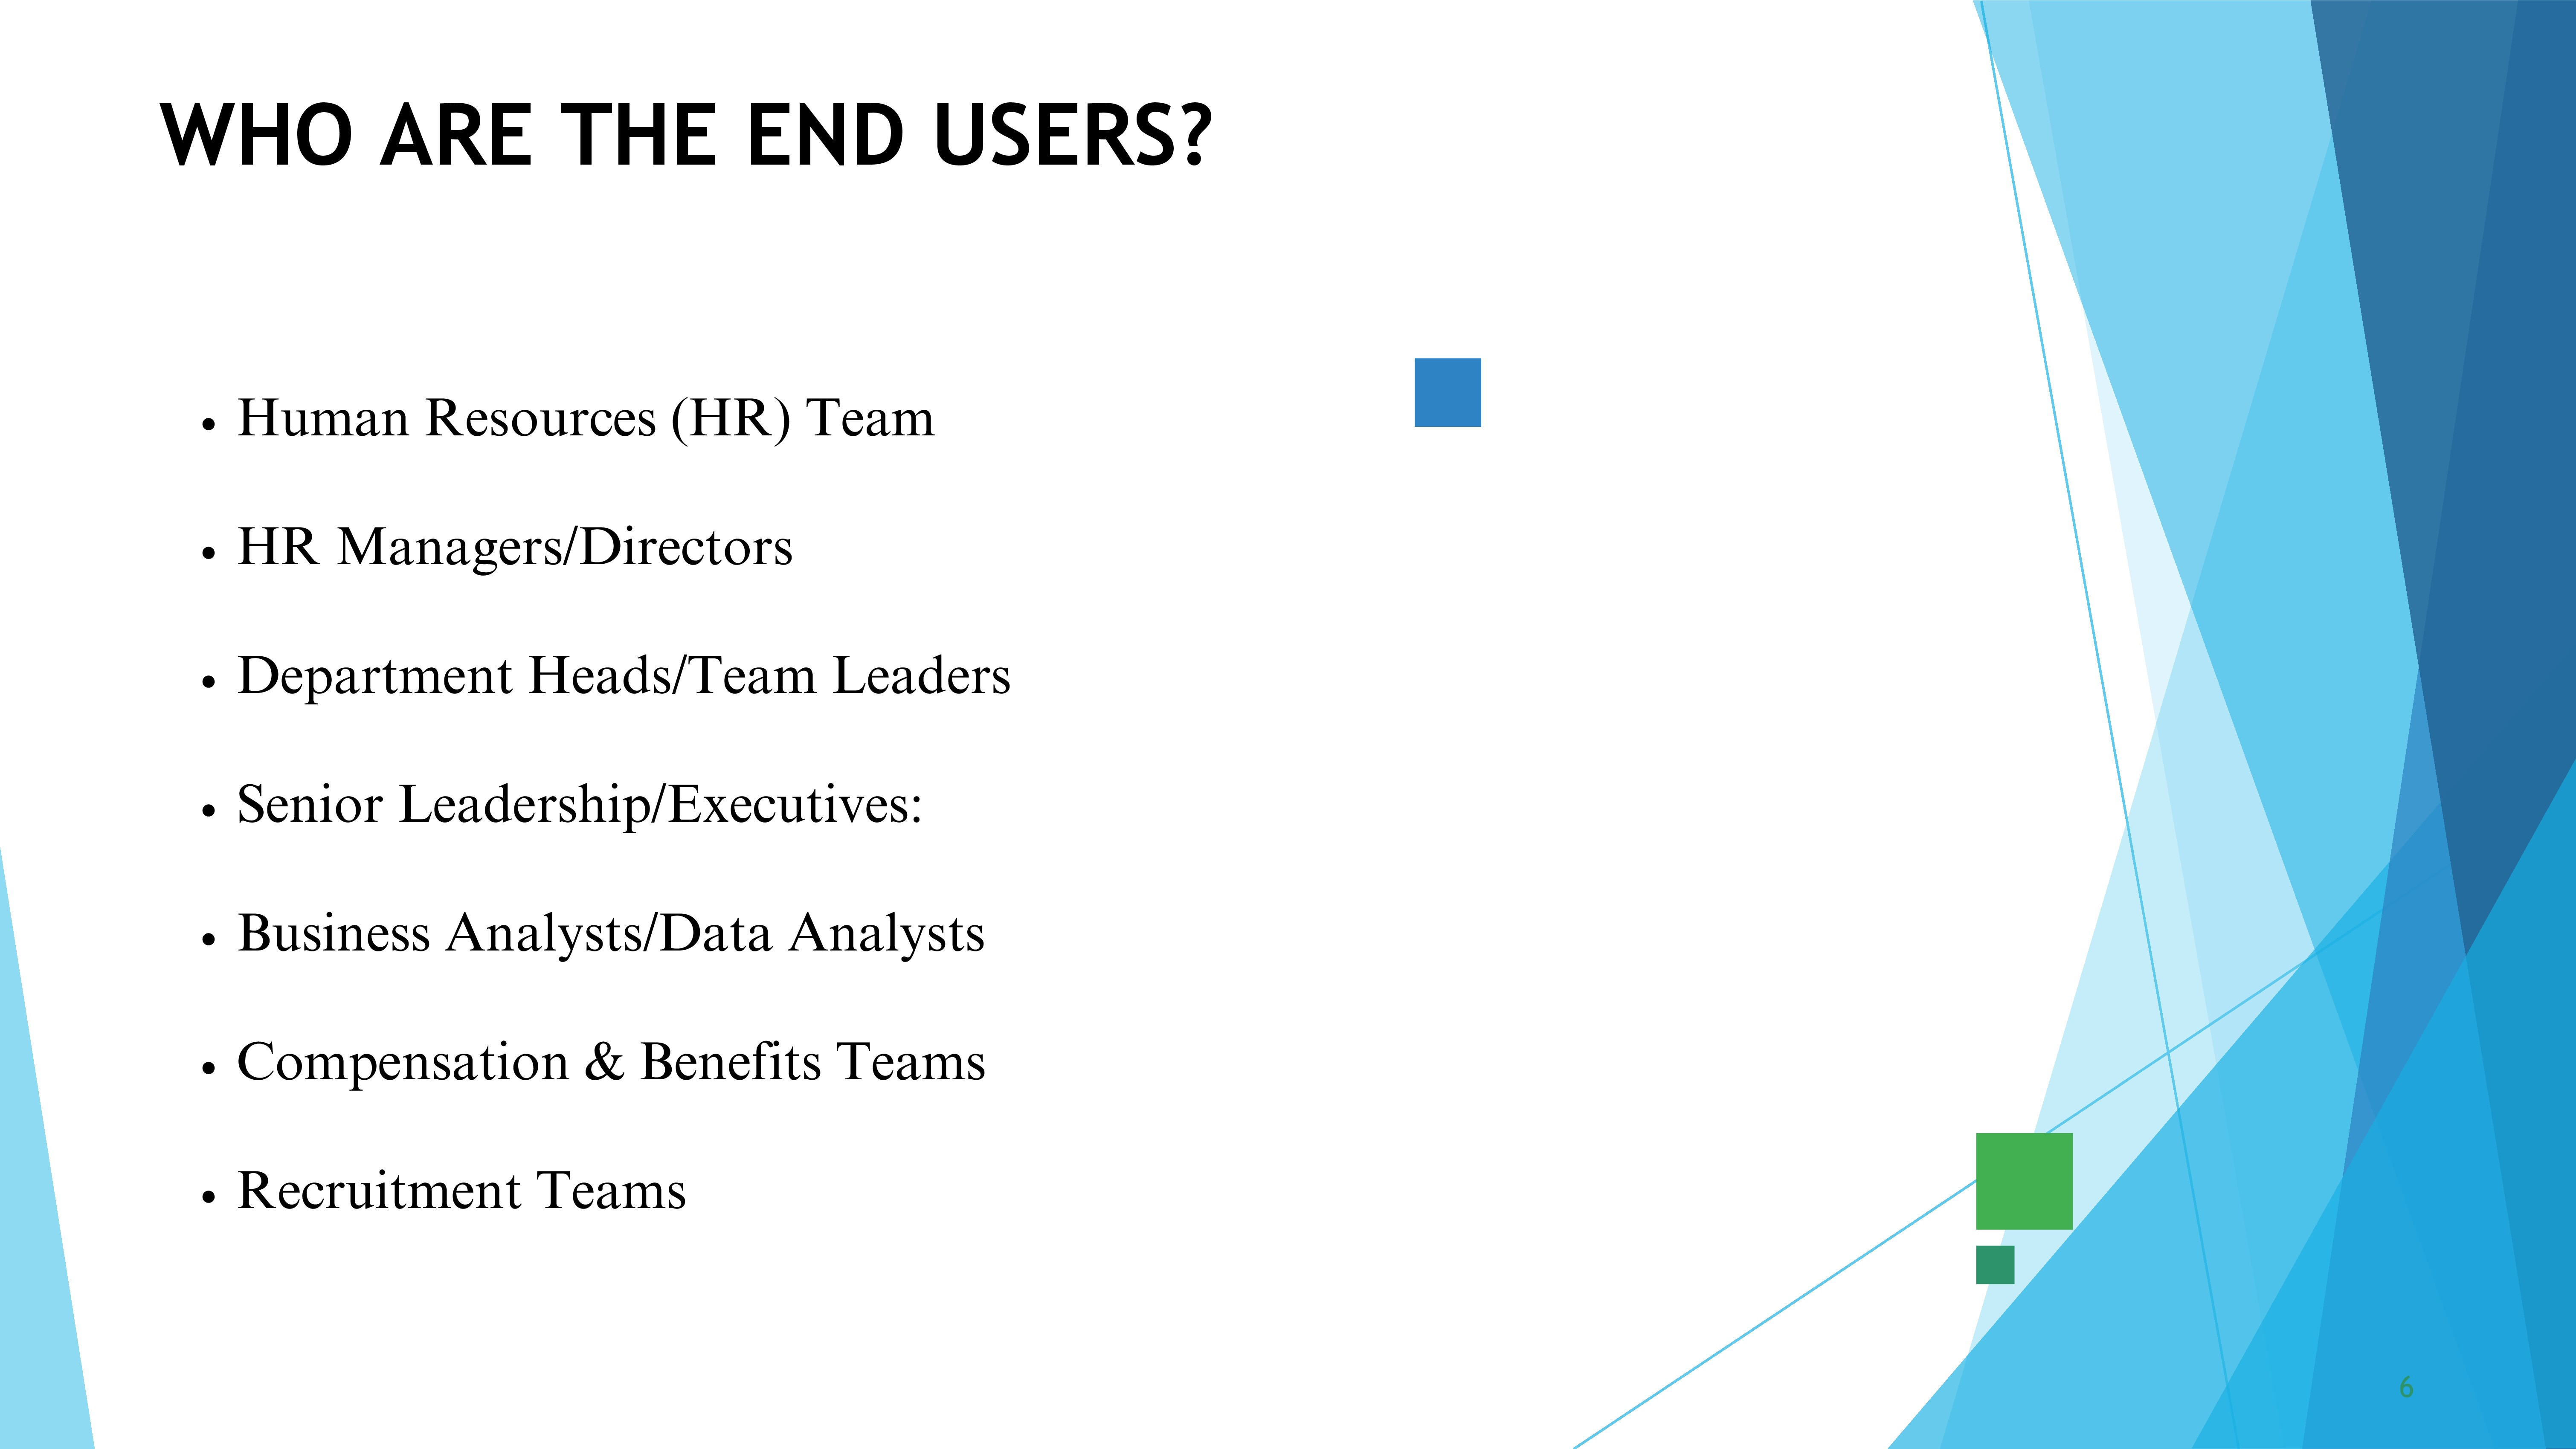 WHO ARE THE END USERS?
• Human Resources (HR) Team
• HR Managers/Directors
• Department Heads/Team Leaders
• Senior Leadership/Executives:
• Business Analysts/Data Analysts
• Compensation & Benefits Teams
• Recruitment Teams
6